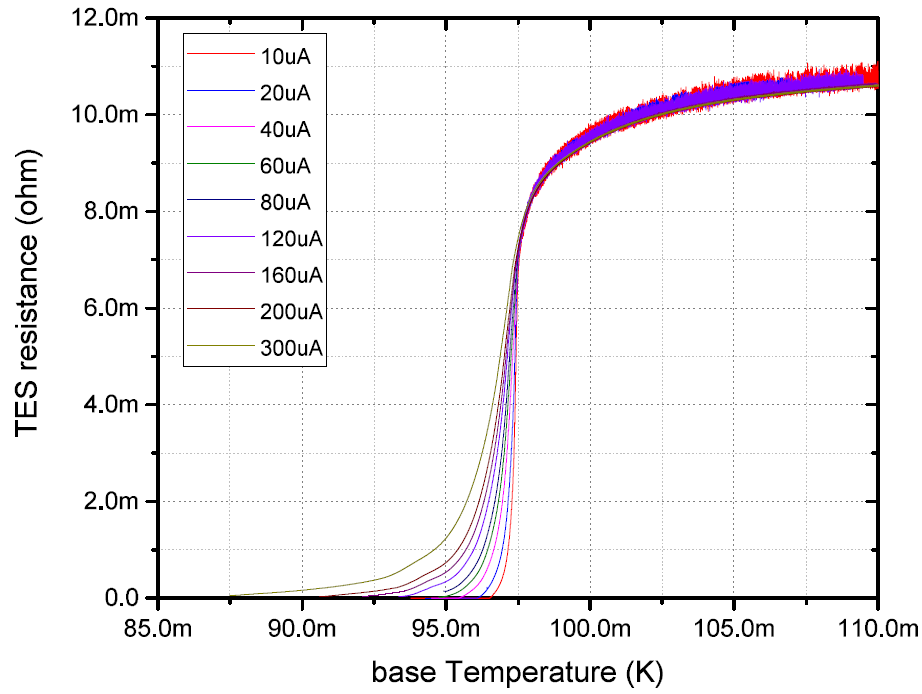 12.0m
10.0m
8.0m
6.0m
4.0m
2.0m
0.0
TES resistance (ohm)
10uA
20uA
40uA
60uA
80uA
120uA
160uA
200uA
300uA
85.0m 90.0m 95.0m 100.0m 105.0m 110.0m
base Temperature (K)